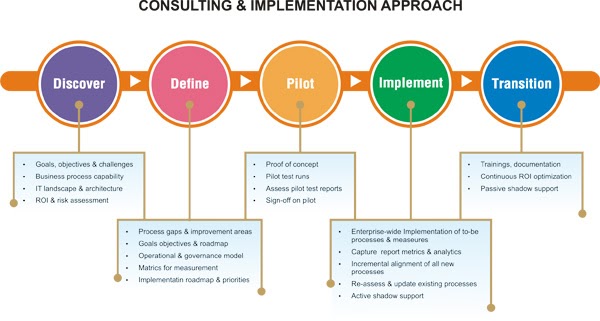 CONSULTING & IMPLEMENTATION APPROACH
Discover
Define
Pilot
Implement
Transition
• Goals, objectives & challenges
• Business process capability
• IT landscape & architecture
• ROI & risk assessment
• Process gaps & improvement areas
• Goals objectives & roadmap
• Operational & governance model
• Matrics for measurement
• Implementatin roadmap & priorities
• Proof of concept
• Pilot test runs
• Assess pilot test reports
• Sign-off on pilot
• Enterprise-wide Implementation of to-be
processes & measeures
• Capture report metrics & analytics
• Incremental alignment of all new
processes
• Re-assess & update existing processes
• Active shadow support
• Trainings, documentation
• Continuous ROI optimization
• Passive shadow support